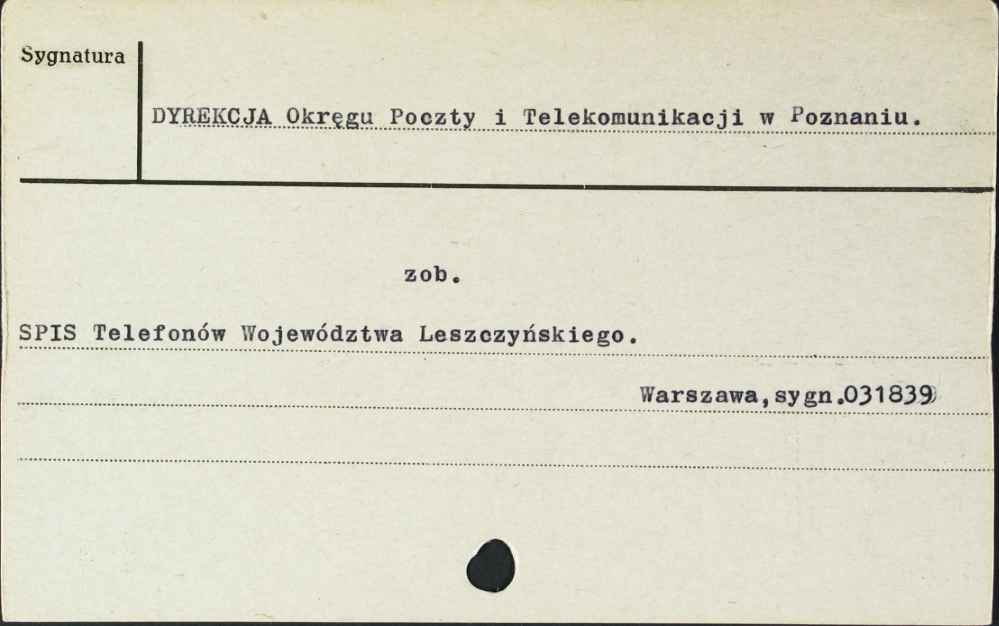 Sygnatura
DYREKCJA Okręgu Poczty i Telekomunikacji w Poznaniu.
zob.
SPIS Telefonów Województwa Leszczyńskiego.
Warszawa,sygn.031839